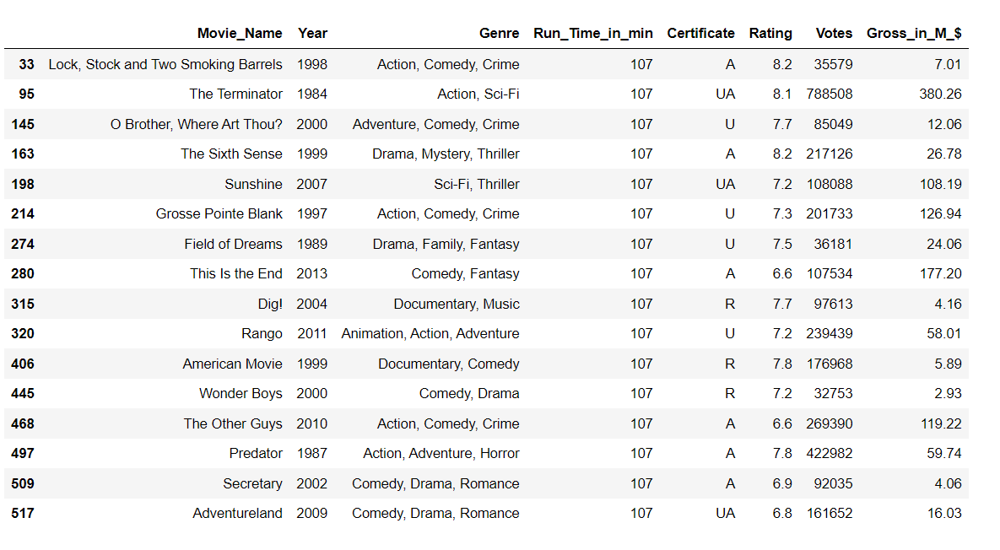 Movie_Name Year Genre Run_Time_in_min Certificate Rating Votes Gross_in_M_$
33 Lock, Stock and Two Smoking Barrels 1998 Action, Comedy, Crime 107 A 8.2 35579 7.01
95 The Terminator 1984 Action, Sci-Fi 107 UA 8.1 788508 380.26
145 O Brother, Where Art Thou? 2000 Adventure, Comedy, Crime 107 U 7.7 85049 12.06
163 The Sixth Sense 1999 Drama, Mystery, Thriller 107 A 8.2 217126 26.78
198 Sunshine 2007 Sci-Fi, Thriller 107 UA 7.2 108088 108.19
214 Grosse Pointe Blank 1997 Action, Comedy, Crime 107 U 7.3 201733 126.94
274 Field of Dreams 1989 Drama, Family, Fantasy 107 U 7.5 36181 24.06
280 This Is the End 2013 Comedy, Fantasy 107 A 6.6 107534 177.20
315 Dig! 2004 Documentary, Music 107 R 7.7 97613 4.16
320 Rango 2011 Animation, Action, Adventure 107 U 7.2 239439 58.01
406 American Movie 1999 Documentary, Comedy 107 R 7.8 176968 5.89
445 Wonder Boys 2000 Comedy, Drama 107 R 7.2 32753 2.93
468 The Other Guys 2010 Action, Comedy, Crime 107 A 6.6 269390 119.22
497 Predator 1987 Action, Adventure, Horror 107 A 7.8 422982 59.74
509 Secretary 2002 Comedy, Drama, Romance 107 A 6.9 92035 4.06
517 Adventureland 2009 Comedy, Drama, Romance 107 UA 6.8 161652 16.03